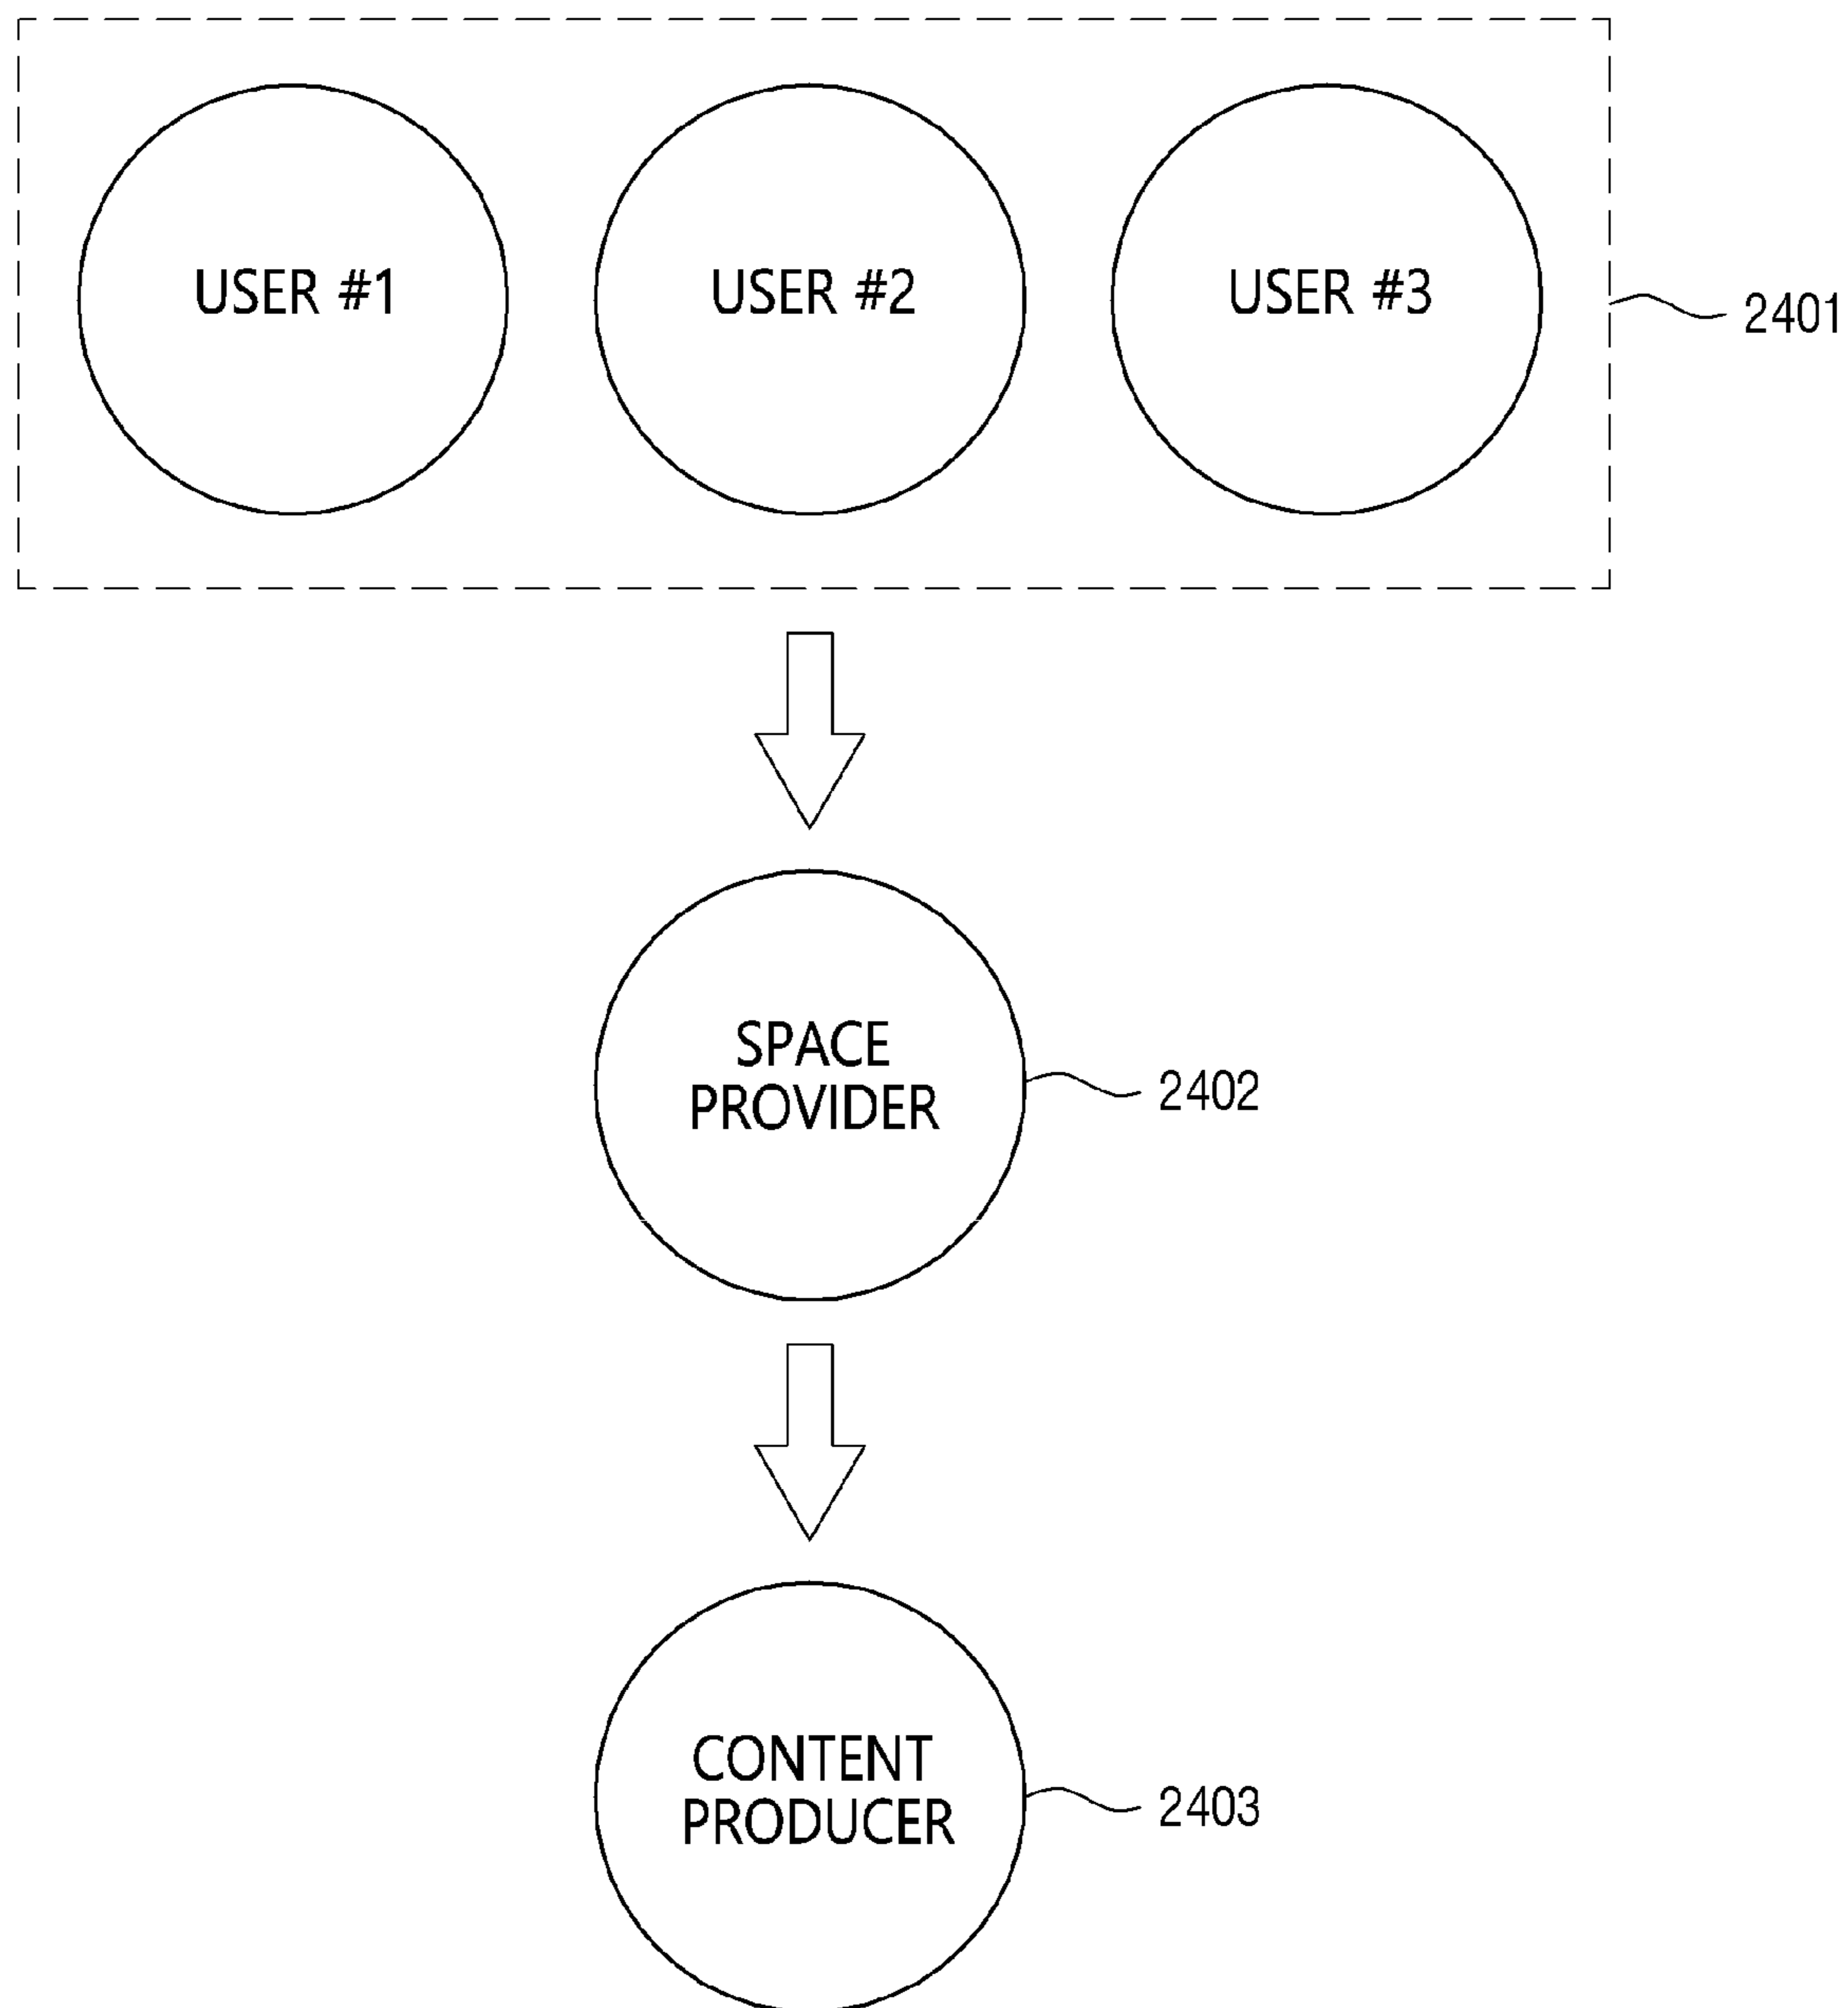 USER #1
USER #2
USER #3
2401
SPACE
PROVIDER
2402
CONTENT
PRODUCER
2403